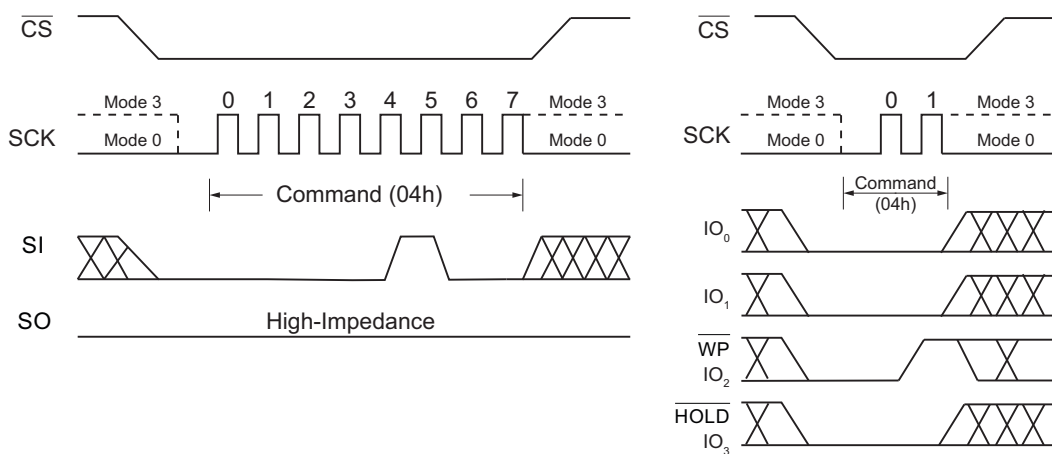 CS
Mode 3
0 1 2 3 4 5 6 7
Mode 3
SCK
Mode 0
Mode 0
Command (04h)
SI
SO
High-Impedance
CS
Mode 3
0 1
Mode 3
SCK
Mode 0
Mode 0
Command
(04h)
IO0
IO1
WP
IO2
HOLD
IO3